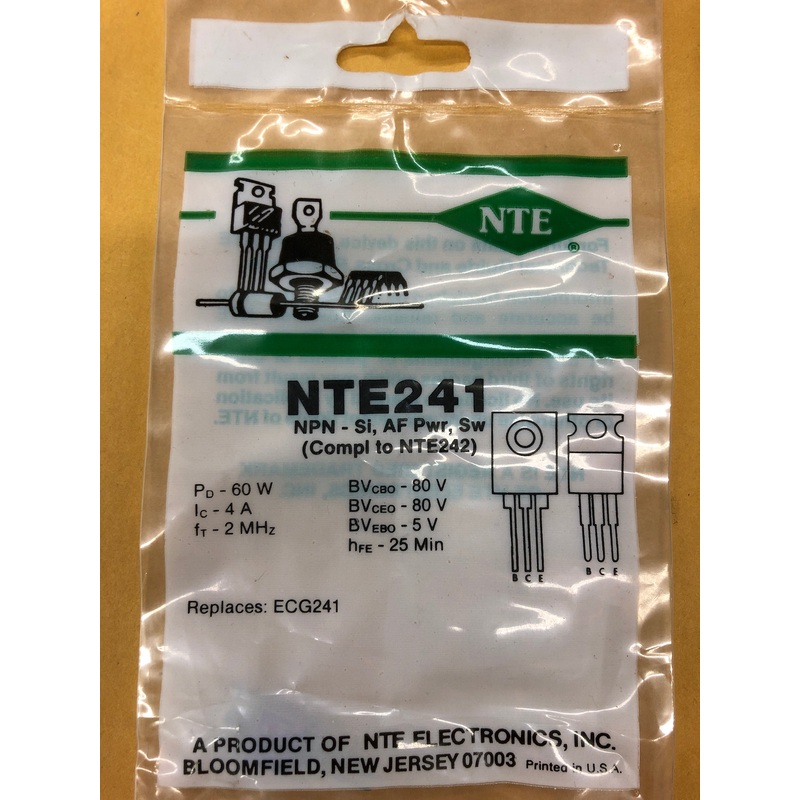 NTE
®
NTE241
NPN - Si, AF Pwr, Sw
(Compl to NTE242)
PD - 60 W
IC - 4 A
fT - 2 MHz
BVCBO - 80 V
BVCEO - 80 V
BVEBO - 5 V
hFE - 25 Min
B C E
B C E
Replaces: ECG241
A PRODUCT OF NTE ELECTRONICS, INC.
BLOOMFIELD, NEW JERSEY 07003 Printed in U.S.A.